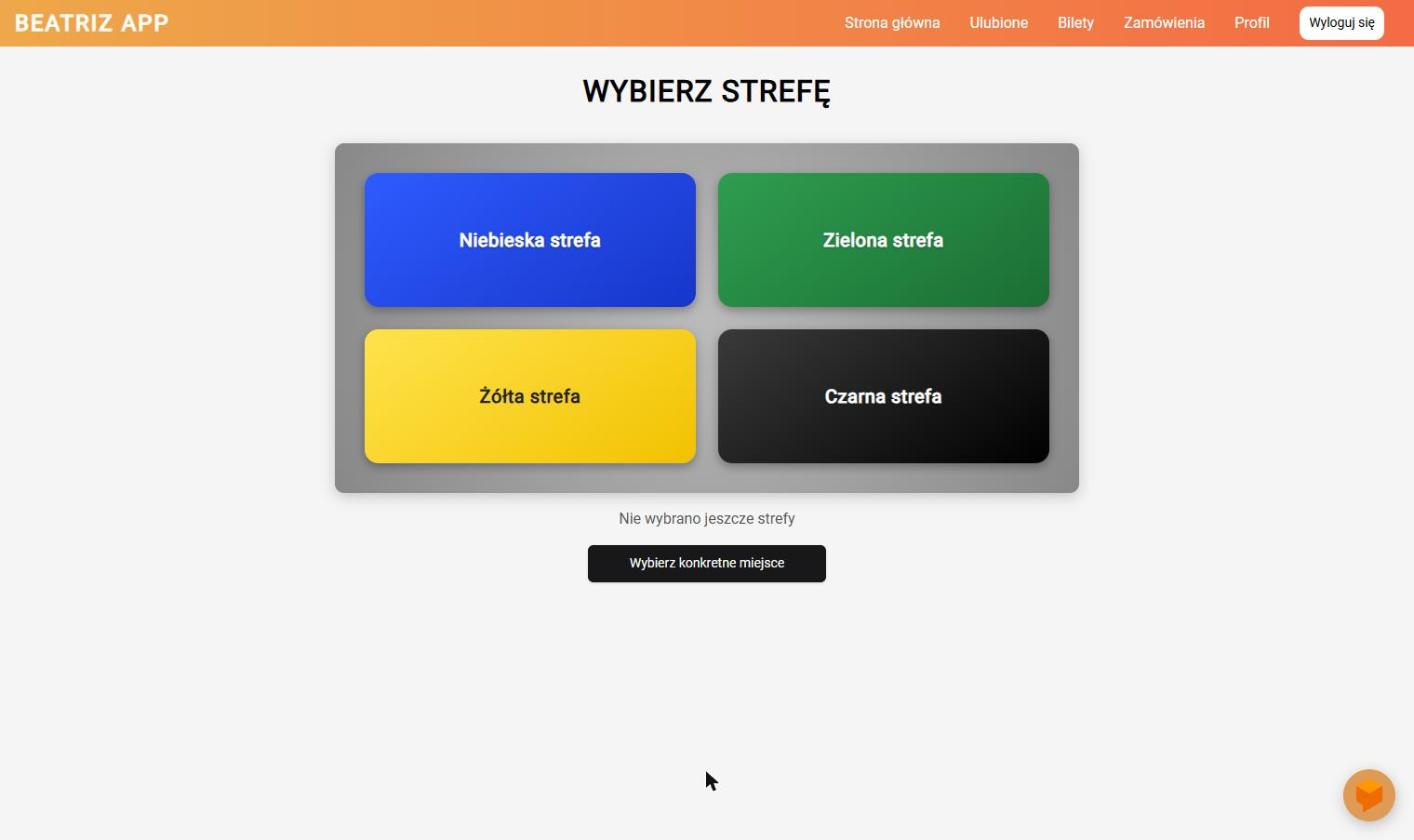 BEATRIZ APP
Strona główna Ulubione Bilety Zamówienia Profil Wyloguj się
WYBIERZ STREFĘ
Niebieska strefa Zielona strefa
Żółta strefa Czarna strefa
Nie wybrano jeszcze strefy
Wybierz konkretne miejsce